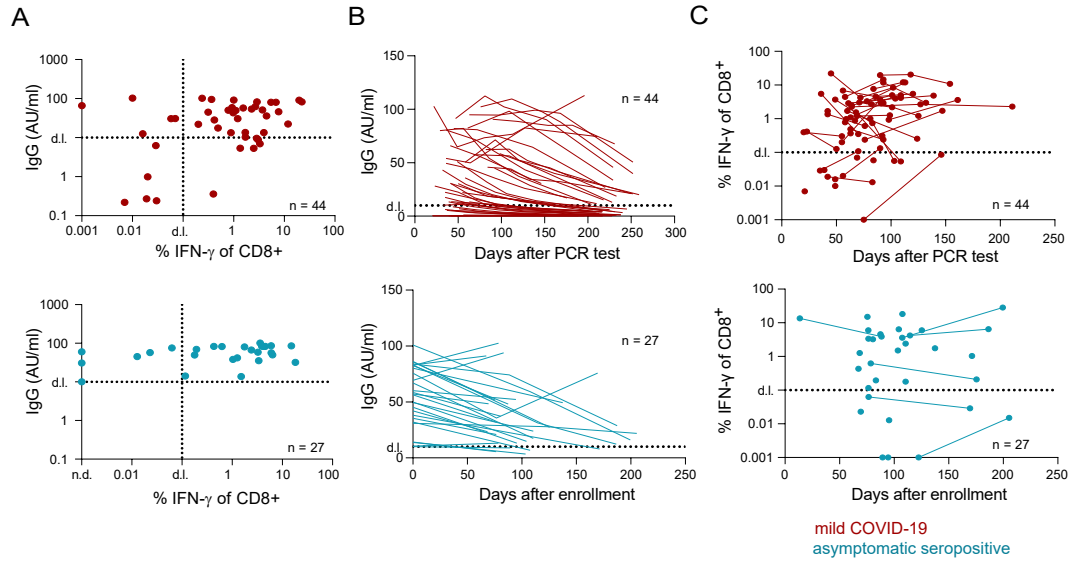 A
B
C
IgG (AU/ml)
1000
100
d.l.
1
0.1
n = 44
0.001
0.01
d.l.
0.1
1.0
10
100
% IFN-γ of CD8+
IgG (AU/ml)
150
100
50
d.l.
0
n = 44
0
50
100
150
200
250
300
Days after PCR test
% IFN-γ of CD8⁺
100
10
1
d.l.
0.01
0.001
n = 44
0
50
100
150
200
250
Days after PCR test
IgG (AU/ml)
1000
100
d.l.
1
0.1
n = 27
n.d.
0.01
d.l.
1
10
100
% IFN-γ of CD8+
IgG (AU/ml)
150
100
50
d.l.
0
n = 27
0
50
100
150
200
250
Days after enrollment
% IFN-γ of CD8⁺
100
10
1
d.l.
0.01
0.001
n = 27
0
50
100
150
200
250
Days after enrollment
mild COVID-19
asymptomatic seropositive